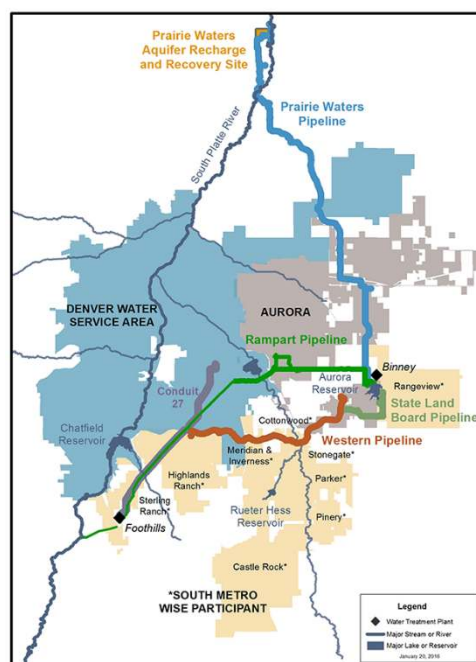 Prairie Waters
Aquifer Recharge
and Recovery Site
Prairie Waters
Pipeline
South Platte River
DENVER WATER
SERVICE AREA
AURORA
Rampart Pipeline
Binney
Conduit
27
Aurora
Reservoir
Rangeview*
State Land
Board Pipeline
Cottonwood*
Chatfield
Reservoir
Western Pipeline
Meridian &
Inverness*
Stonegate*
Highlands
Ranch*
Parker*
Sterling
Ranch*
Rueter Hess
Reservoir
Pinery*
Foothills
Castle Rock*
*SOUTH METRO
WISE PARTICIPANT
Legend
Water Treatment Plant
Major Stream or River
Major Lake or Reservoir
January 20, 2016